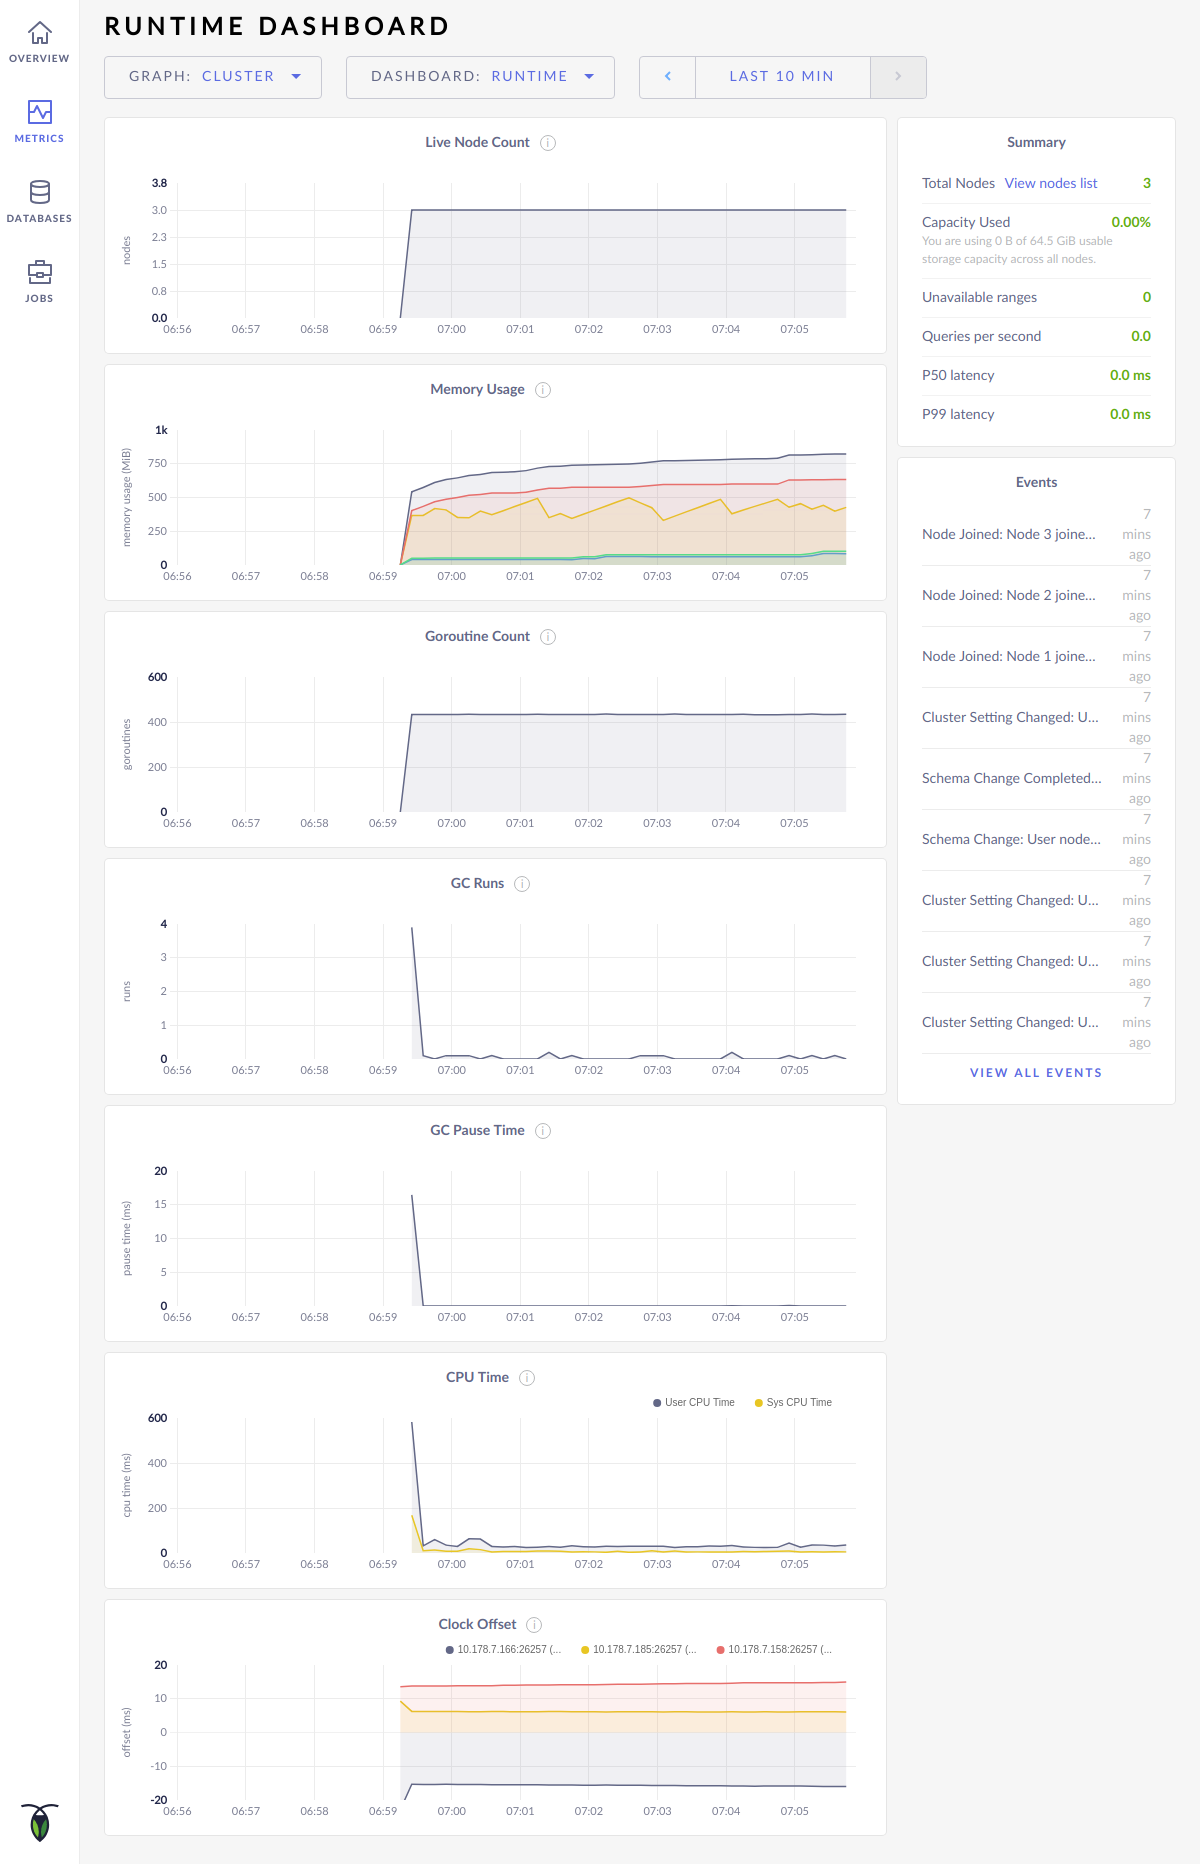 OVERVIEW
METRICS
DATABASES
JOBS
RUNTIME DASHBOARD
GRAPH: CLUSTER
DASHBOARD: RUNTIME
LAST 10 MIN
Live Node Count
nodes
3.8
3.0
2.3
1.5
0.8
0.0
06:56 06:57 06:58 06:59 07:00 07:01 07:02 07:03 07:04 07:05
Memory Usage
memory usage (MiB)
1k
750
500
250
0
06:56 06:57 06:58 06:59 07:00 07:01 07:02 07:03 07:04 07:05
Goroutine Count
goroutines
600
400
200
0
06:56 06:57 06:58 06:59 07:00 07:01 07:02 07:03 07:04 07:05
GC Runs
runs
4
3
2
1
0
06:56 06:57 06:58 06:59 07:00 07:01 07:02 07:03 07:04 07:05
GC Pause Time
pause time (ms)
20
15
10
5
0
06:56 06:57 06:58 06:59 07:00 07:01 07:02 07:03 07:04 07:05
CPU Time
User CPU Time Sys CPU Time
cpu time (ms)
600
400
200
0
06:56 06:57 06:58 06:59 07:00 07:01 07:02 07:03 07:04 07:05
Clock Offset
10.178.7.166:26257 (... 10.178.7.185:26257 (... 10.178.7.158:26257 (...
offset (ms)
20
10
0
-10
-20
06:56 06:57 06:58 06:59 07:00 07:01 07:02 07:03 07:04 07:05
Summary
Total Nodes View nodes list 3
Capacity Used 0.00%
You are using 0 B of 64.5 GiB usable
storage capacity across all nodes.
Unavailable ranges 0
Queries per second 0.0
P50 latency 0.0 ms
P99 latency 0.0 ms
Events
Node Joined: Node 3 joine...
7
mins
ago
Node Joined: Node 2 joine...
7
mins
ago
Node Joined: Node 1 joine...
7
mins
ago
Cluster Setting Changed: U...
7
mins
ago
Schema Change Completed...
7
mins
ago
Schema Change: User node...
7
mins
ago
Cluster Setting Changed: U...
7
mins
ago
Cluster Setting Changed: U...
7
mins
ago
Cluster Setting Changed: U...
7
mins
ago
VIEW ALL EVENTS